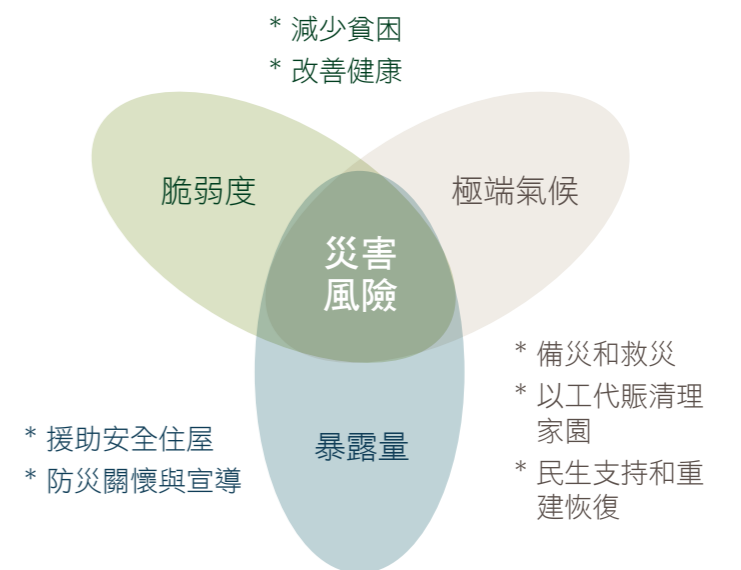 * 減少貧困
* 改善健康
脆弱度
極端氣候
災害
風險
* 備災和救災
* 以工代賑清理
家園
* 民生支持和重
建恢復
* 援助安全住屋
* 防災關懷與宣導
暴露量